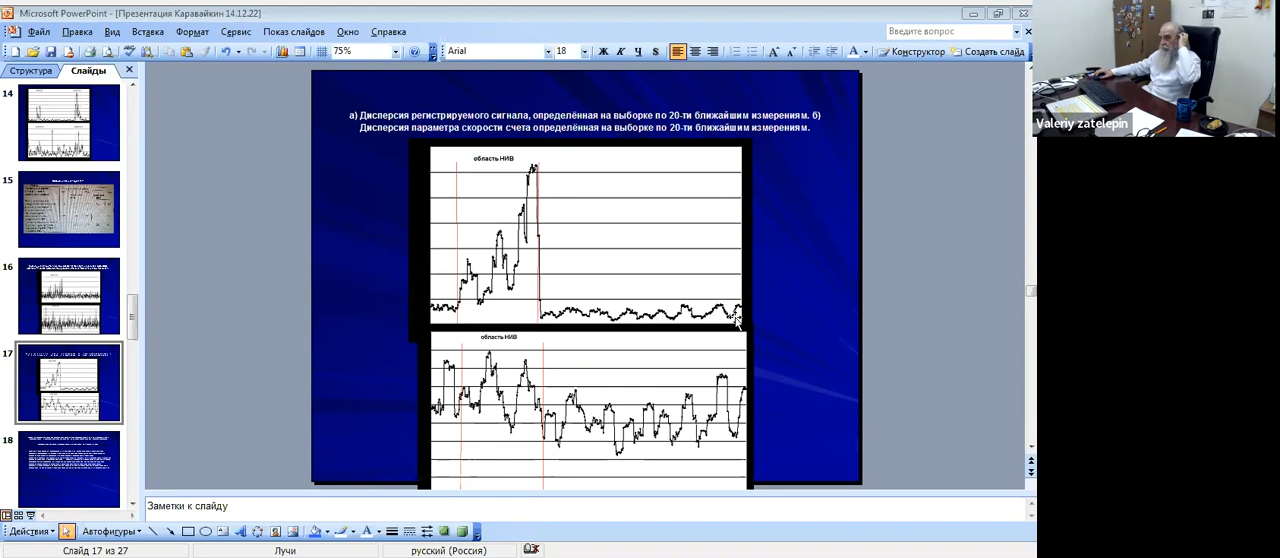 Microsoft PowerPoint - [Презентация Каравайкин 14.12.22]
Файл Правка Вид Вставка Формат Сервис Показ слайдов Окно Справка
Введите вопрос
75% Arial 18 Ж К Ч S А А А Конструктор Создать слайд
Структура Слайды
14
15
16
17
18
а) Дисперсия регистрируемого сигнала, определённая на выборке по 20-ти ближайшим измерениям. б)
Дисперсия параметра скорости счета определённая на выборке по 20-ти ближайшим измерениям.
область НИВ
область НИВ
Valeriy zatelepin
Заметки к слайду
Действия Автофигуры
Слайд 17 из 27 Лучи русский (Россия)